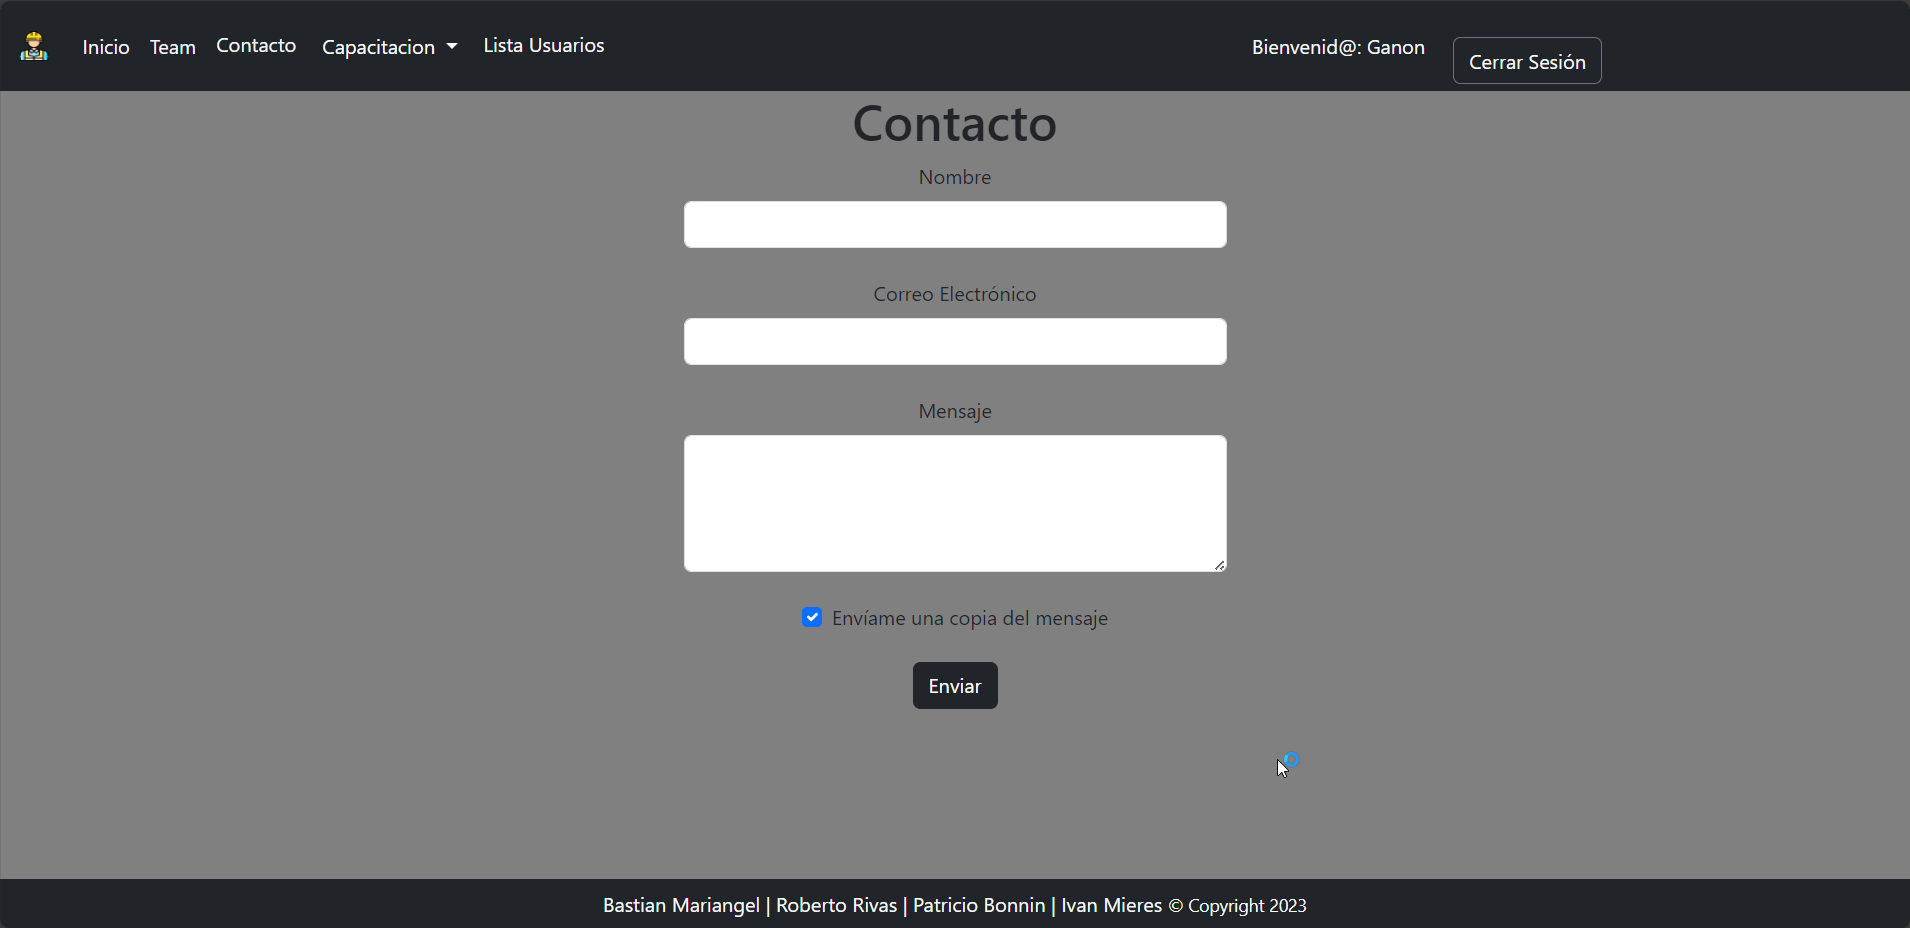 Inicio Team Contacto Capacitacion Lista Usuarios Bienvenid@: Ganon Cerrar Sesión
Contacto
Nombre
Correo Electrónico
Mensaje
Envíame una copia del mensaje
Enviar
Bastian Mariangel | Roberto Rivas | Patricio Bonnin | Ivan Mieres © Copyright 2023